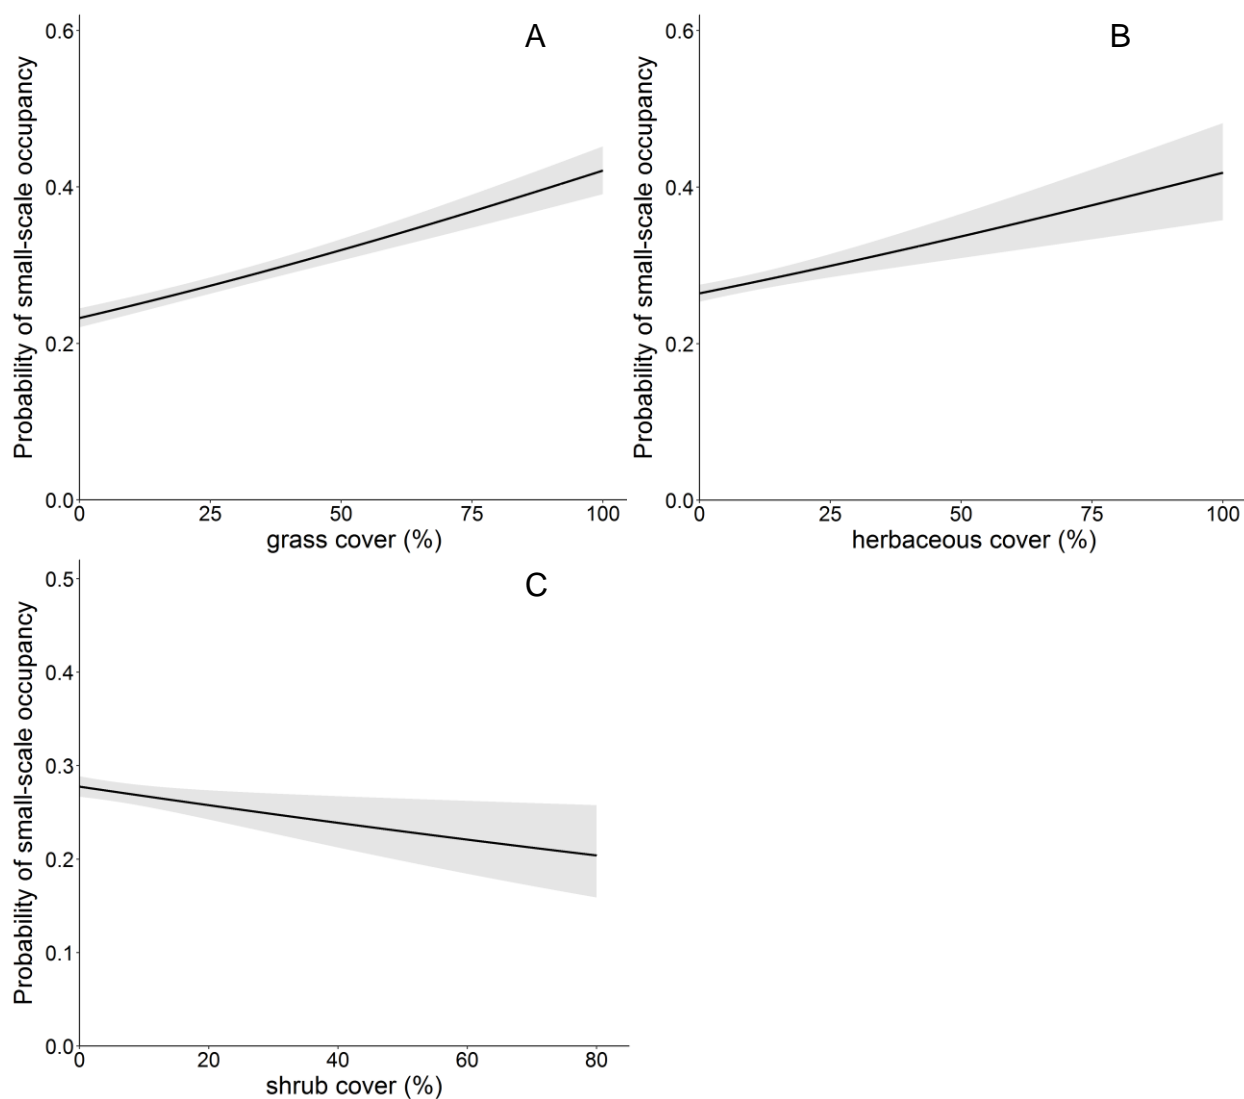 A
Probability of small-scale occupancy
0.6
0.4
0.2
0.0
0 25 50 75 100
grass cover (%)
B
Probability of small-scale occupancy
0.6
0.4
0.2
0.0
0 25 50 75 100
herbaceous cover (%)
C
Probability of small-scale occupancy
0.5
0.4
0.3
0.2
0.1
0.0
0 20 40 60 80
shrub cover (%)